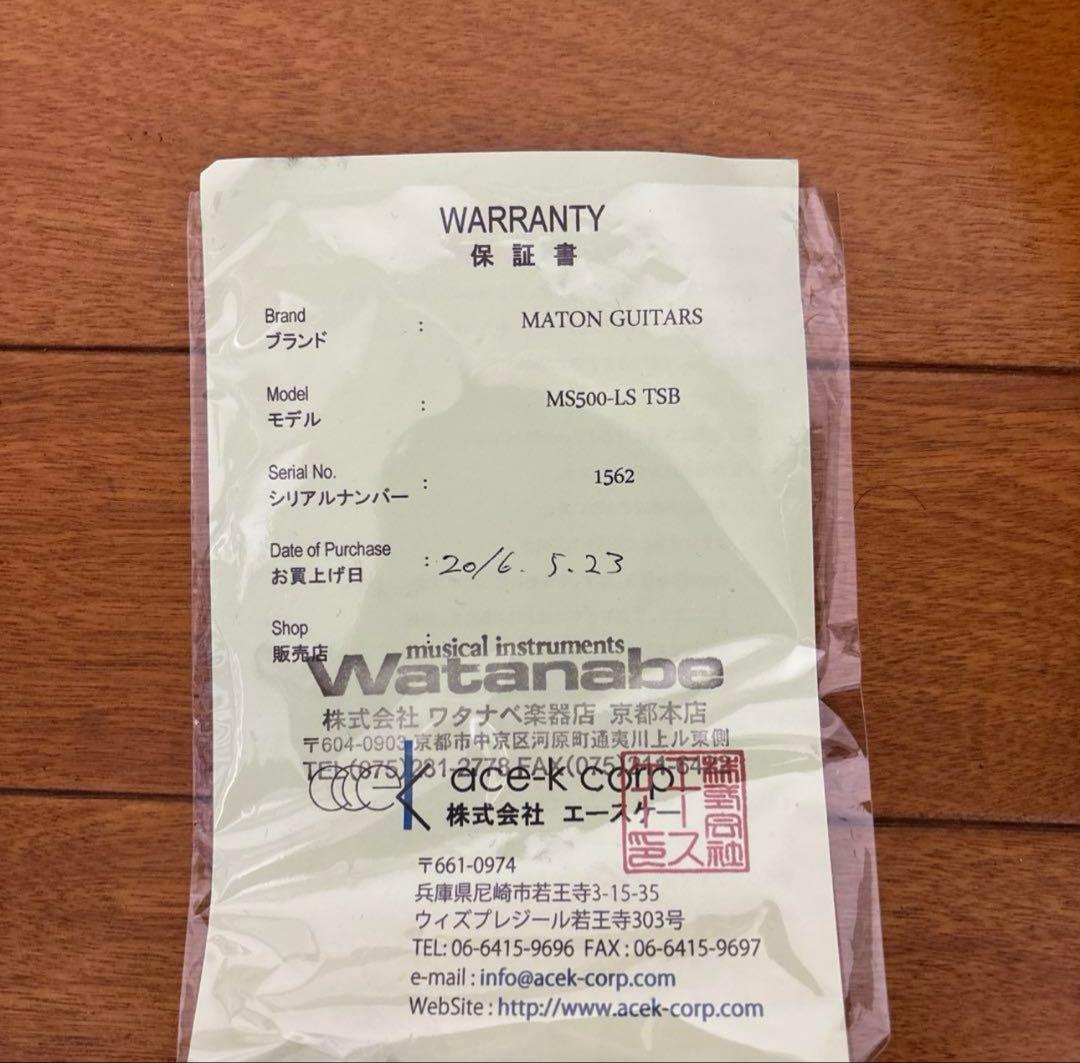 WARRANTY
保証書
Brand
ブランド
: MATON GUITARS
Model
モデル
: MS500-LS TSB
Serial No.
シリアルナンバー
: 1562
Date of Purchase
お買上げ日
: 2016. 5. 23
Shop
販売店
:
musical instruments
Watanabe
株式会社 ワタナベ楽器店 京都本店
〒604-0903 京都市中京区河原町通夷川上ル東側
TEL(075)231-2778 FAX(075)
ace-k corp
株式会社 エースケー
〒661-0974
兵庫県尼崎市若王寺3-15-35
ウィズプレジール若王寺303号
TEL: 06-6415-9696 FAX : 06-6415-9697
e-mail : info@acek-corp.com
WebSite : http://www.acek-corp.com